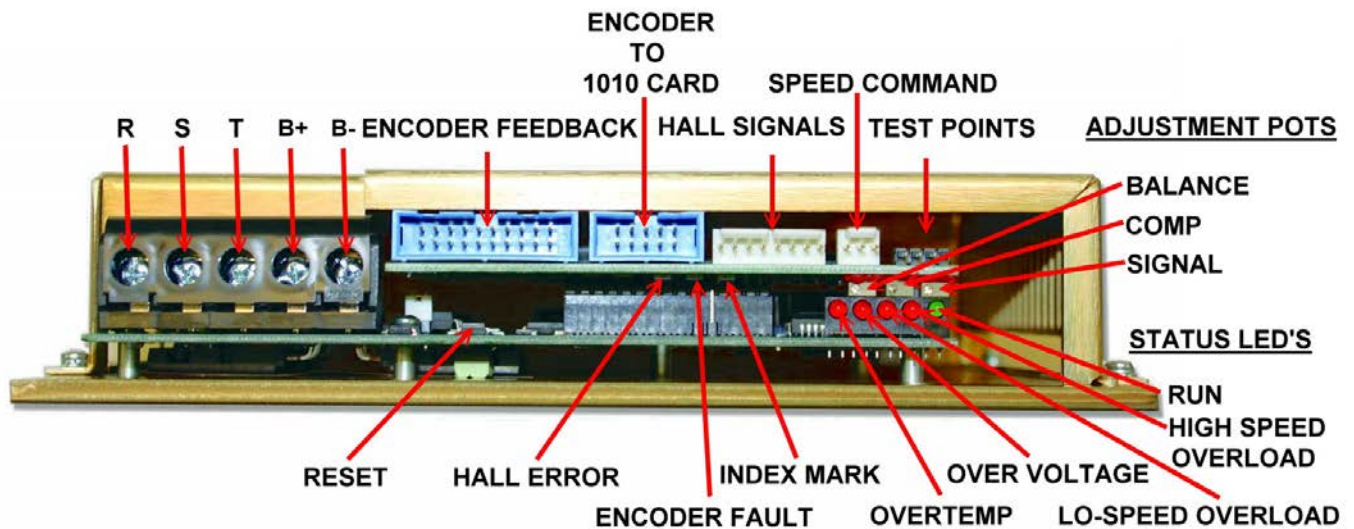 ENCODER
TO
1010 CARD
SPEED COMMAND
R S T B+ B- ENCODER FEEDBACK HALL SIGNALS TEST POINTS
ADJUSTMENT POTS
BALANCE
COMP
SIGNAL
STATUS LED'S
RUN
HIGH SPEED
OVERLOAD
RESET HALL ERROR INDEX MARK OVER VOLTAGE
ENCODER FAULT OVERTEMP LO-SPEED OVERLOAD